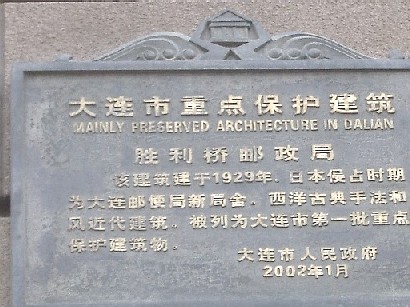 大连市重点保护建筑
MAINLY PRESERVED ARCHITECTURE IN DALIAN
胜利桥邮政局
该建筑建于1929年，日本侵占时期
为大连邮便局新局舍。西洋古典手法和
风近代建筑。被列为大连市第一批重点
保护建筑物。
大连市人民政府
2002年1月